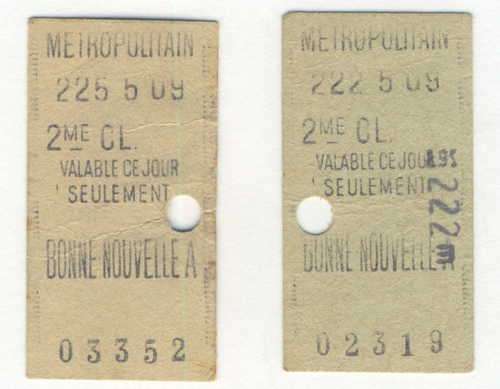 METROPOLITAIN
225 5 09
2ME CL.
VALABLE CE JOUR
SEULEMENT
BONNE NOUVELLE A
03352
METROPOLITAIN
222 5 09
2ME CL.
VALABLE CE JOUR
SEULEMENT
222m
BONNE NOUVELLE A
02319